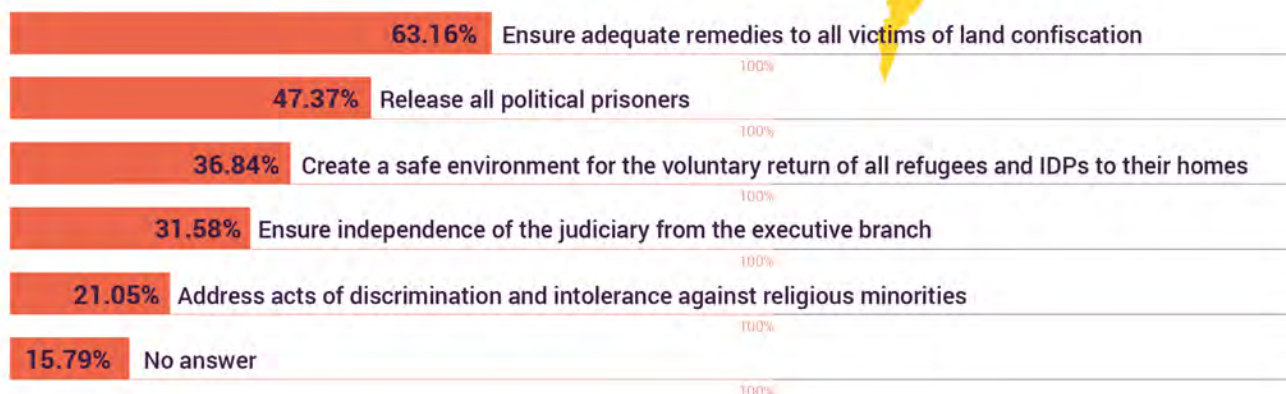 63.16% Ensure adequate remedies to all victims of land confiscation
100%
47.37% Release all political prisoners
100%
36.84% Create a safe environment for the voluntary return of all refugees and IDPs to their homes
100%
31.58% Ensure independence of the judiciary from the executive branch
100%
21.05% Address acts of discrimination and intolerance against religious minorities
100%
15.79% No answer
100%